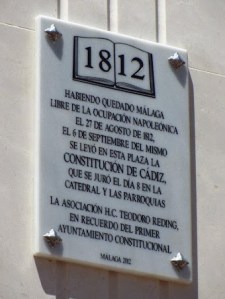 1812
HABIENDO QUEDADO MÁLAGA
LIBRE DE LA OCUPACIÓN NAPOLEÓNICA
EL 27 DE AGOSTO DE 1812,
EL 6 DE SEPTIEMBRE DEL MISMO
SE LEYÓ EN ESTA PLAZA LA
CONSTITUCIÓN DE CÁDIZ,
QUE SE JURÓ EL DÍA 8 EN LA
CATEDRAL Y LAS PARROQUIAS
LA ASOCIACIÓN H.C. TEODORO REDING,
EN RECUERDO DEL PRIMER
AYUNTAMIENTO CONSTITUCIONAL
MÁLAGA 2012